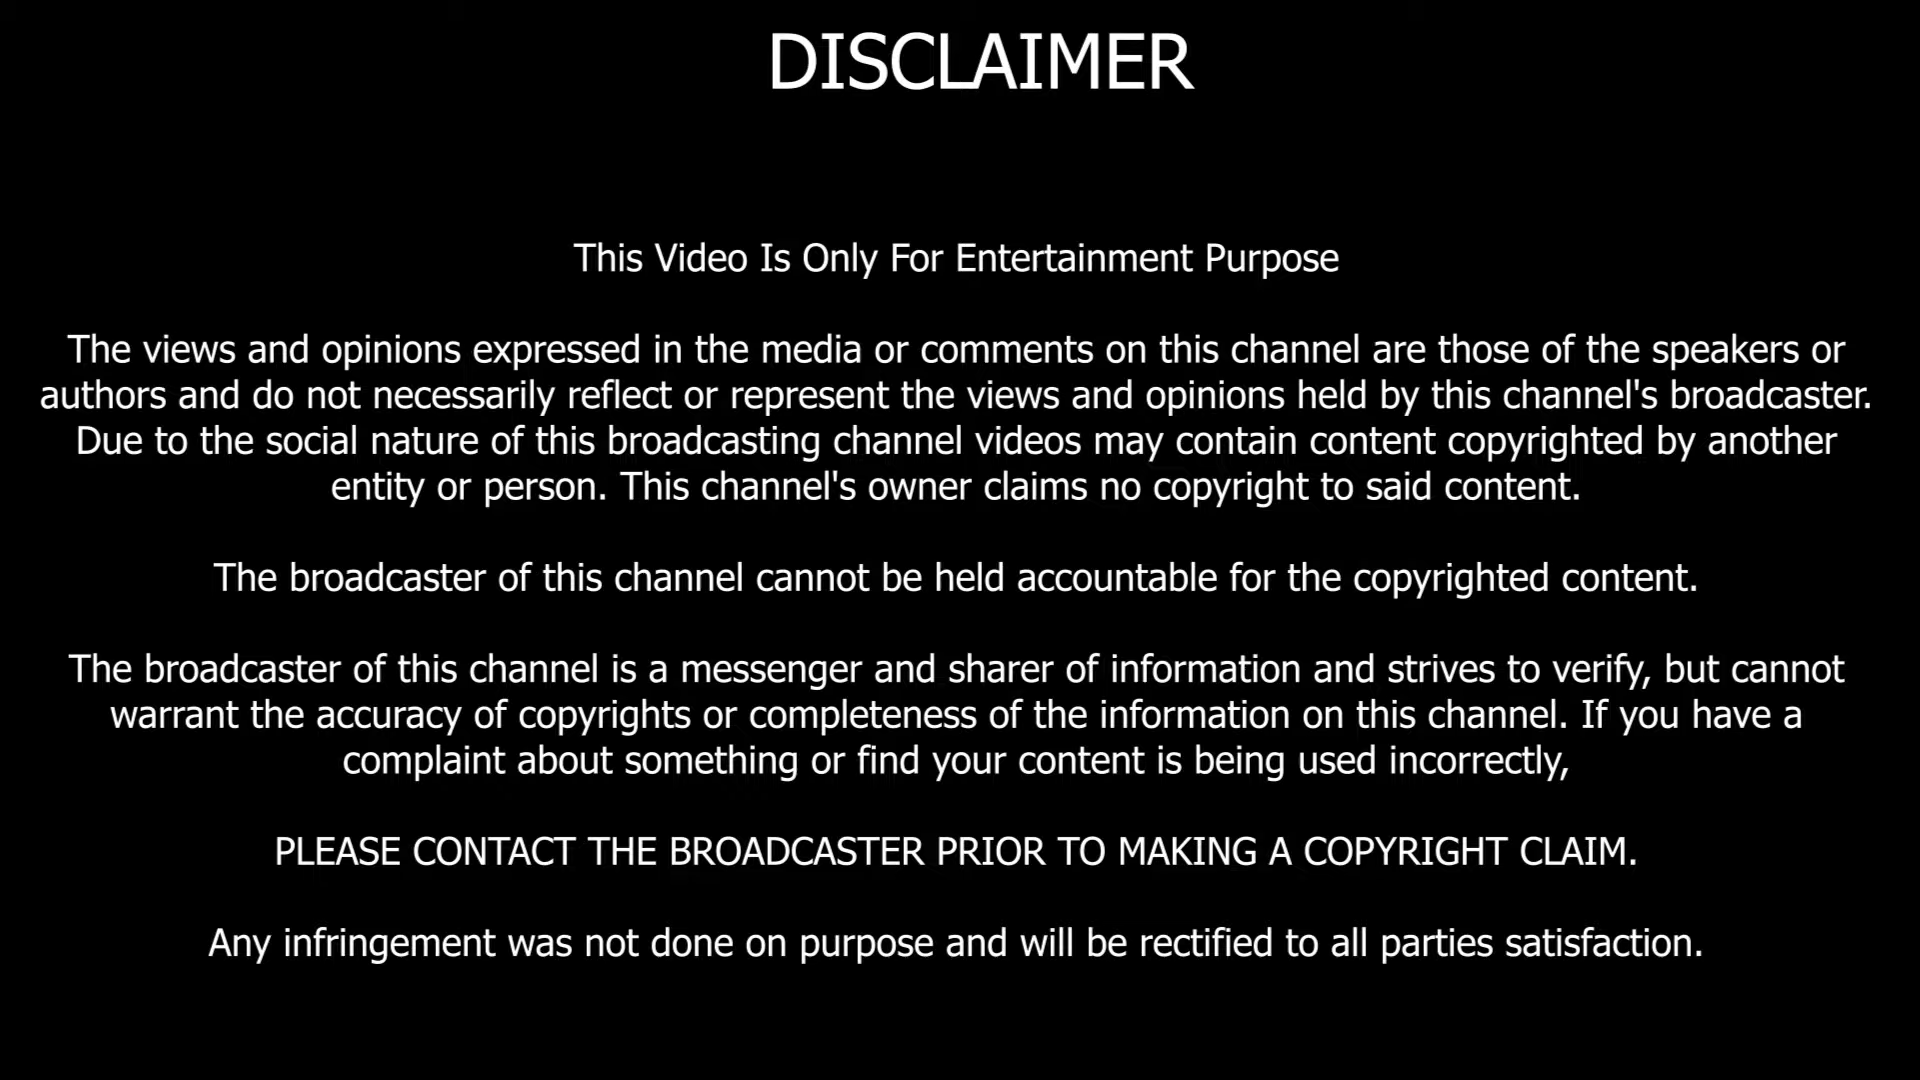 DISCLAIMER
This Video Is Only For Entertainment Purpose
The views and opinions expressed in the media or comments on this channel are those of the speakers or
authors and do not necessarily reflect or represent the views and opinions held by this channel's broadcaster.
Due to the social nature of this broadcasting channel videos may contain content copyrighted by another
entity or person. This channel's owner claims no copyright to said content.
The broadcaster of this channel cannot be held accountable for the copyrighted content.
The broadcaster of this channel is a messenger and sharer of information and strives to verify, but cannot
warrant the accuracy of copyrights or completeness of the information on this channel. If you have a
complaint about something or find your content is being used incorrectly,
PLEASE CONTACT THE BROADCASTER PRIOR TO MAKING A COPYRIGHT CLAIM.
Any infringement was not done on purpose and will be rectified to all parties satisfaction.